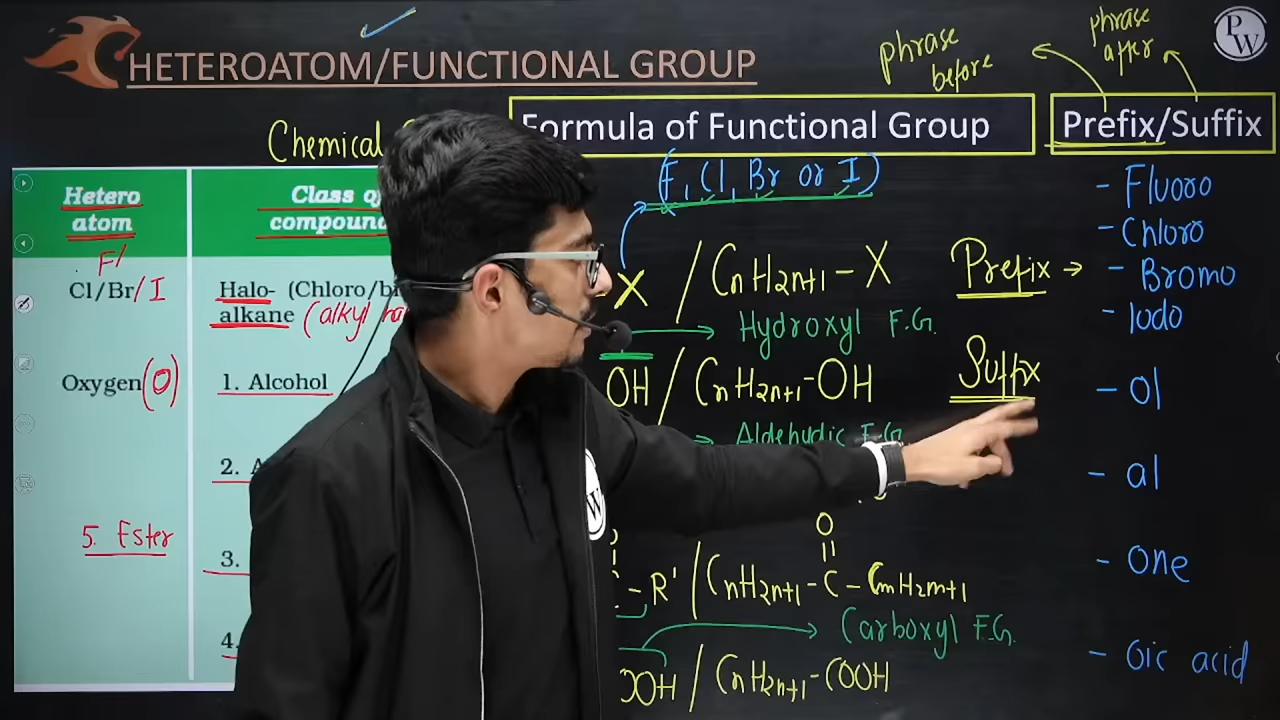 HETEROATOM/FUNCTIONAL GROUP
phrase before
phrase after
PW
Chemical
Formula of Functional Group
Prefix/Suffix
Hetero atom
Class of compound
F, Cl, Br or I
F/
Cl/Br/I
Halo- (Chloro/
alkane (alkyl
X / CnH2n+1 - X
Prefix →
- Fluoro
- Chloro
- Bromo
- Iodo
Hydroxyl F.G.
Oxygen(O)
1. Alcohol
OH / CnH2n+1-OH
Suffix
- Ol
Aldehydic F.G.
2.
- al
5. Ester
3.
O
-R' / CnH2n+1 - C - CmH2m+1
- One
Carboxyl F.G.
4.
OH / CnH2n+1-COOH
- Oic acid